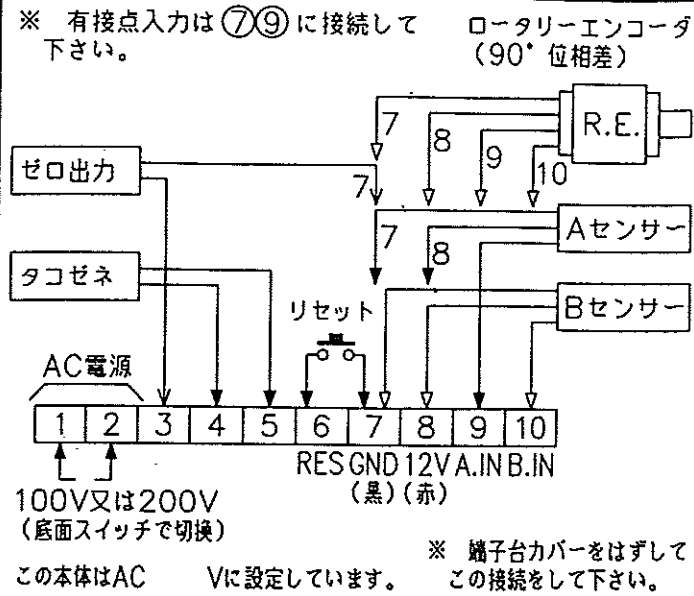 ※ 有接点入力は⑦⑨に接続して
下さい。
ロータリーエンコーダ
(90° 位相差)
R.E.
7
8
9
10
ゼロ出力
7
Aセンサー
7
8
タコゼネ
Bセンサー
リセット
AC電源
1 2 3 4 5 6 7 8 9 10
RES GND 12V A.IN B.IN
(黒) (赤)
100V又は200V
(底面スイッチで切換)
この本体はAC Vに設定しています。
※ 端子台カバーをはずして
この接続をして下さい。